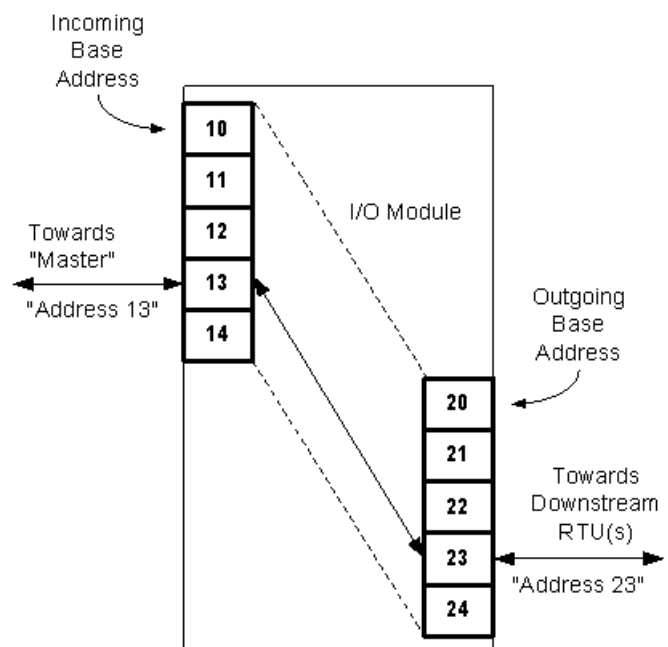 Incoming
Base
Address
10
11
12
13
14
I/O Module
Towards
"Master"
"Address 13"
Outgoing
Base
Address
20
21
22
23
24
Towards
Downstream
RTU(s)
"Address 23"